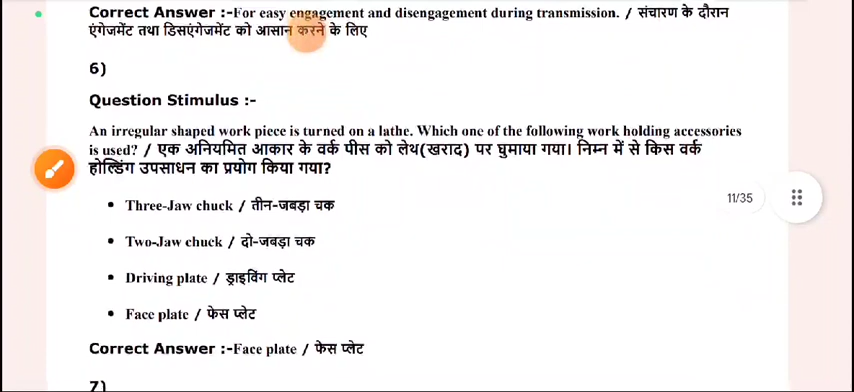 Correct Answer :-For easy engagement and disengagement during transmission. / संचारण के दौरान
एंगेजमेंट तथा डिसएंगेजमेंट को आसान करने के लिए
6)
Question Stimulus :-
An irregular shaped work piece is turned on a lathe. Which one of the following work holding accessories
is used? / एक अनियमित आकार के वर्क पीस को लेथ(खराद) पर घुमाया गया। निम्न में से किस वर्क
होल्डिंग उपसाधन का प्रयोग किया गया?
Three-Jaw chuck / तीन-जबड़ा चक
11/35
Two-Jaw chuck / दो-जबड़ा चक
Driving plate / ड्राइविंग प्लेट
Face plate / फेस प्लेट
Correct Answer :-Face plate / फेस प्लेट
7)